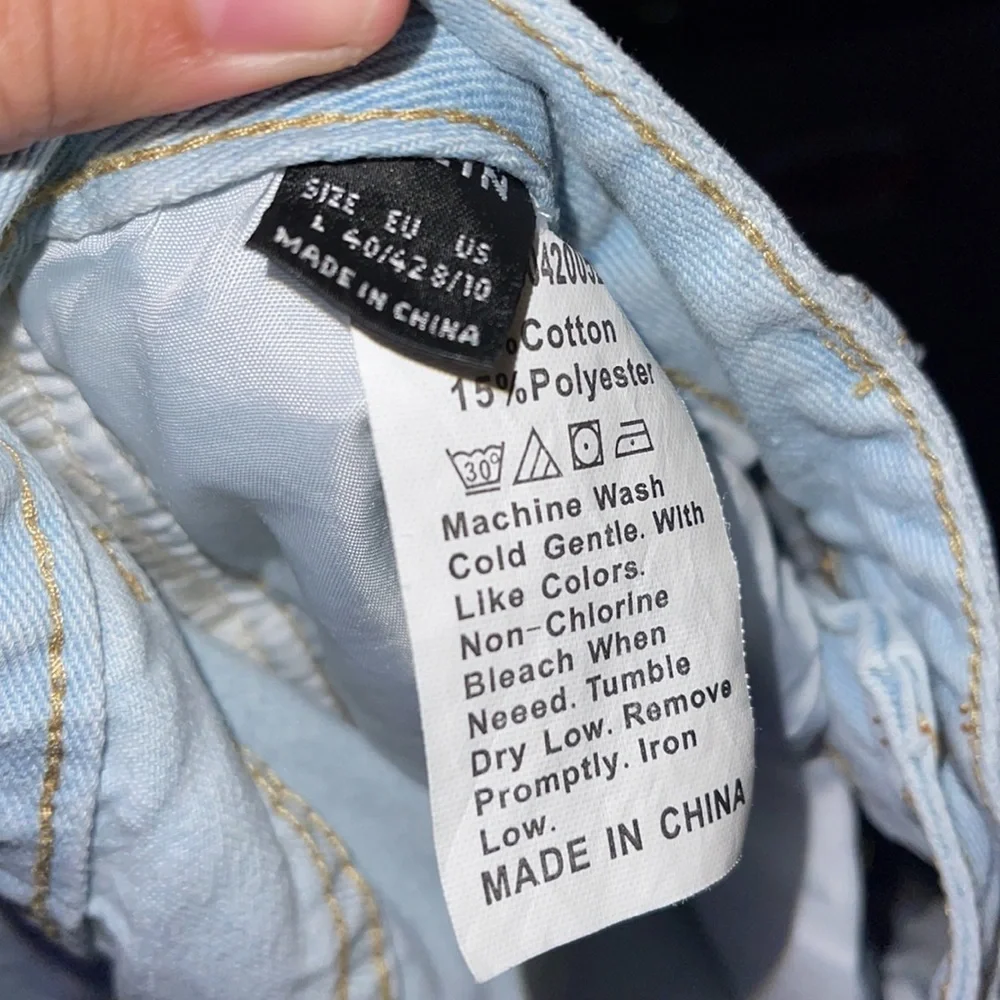 SIZE EU US
L 40/42 8/10
MADE IN CHINA
%Cotton
15%Polyester
30°
Machine Wash
Cold Gentle. With
Like Colors.
Non-Chlorine
Bleach When
Neeed. Tumble
Dry Low. Remove
Promptly. Iron
Low.
MADE IN CHINA